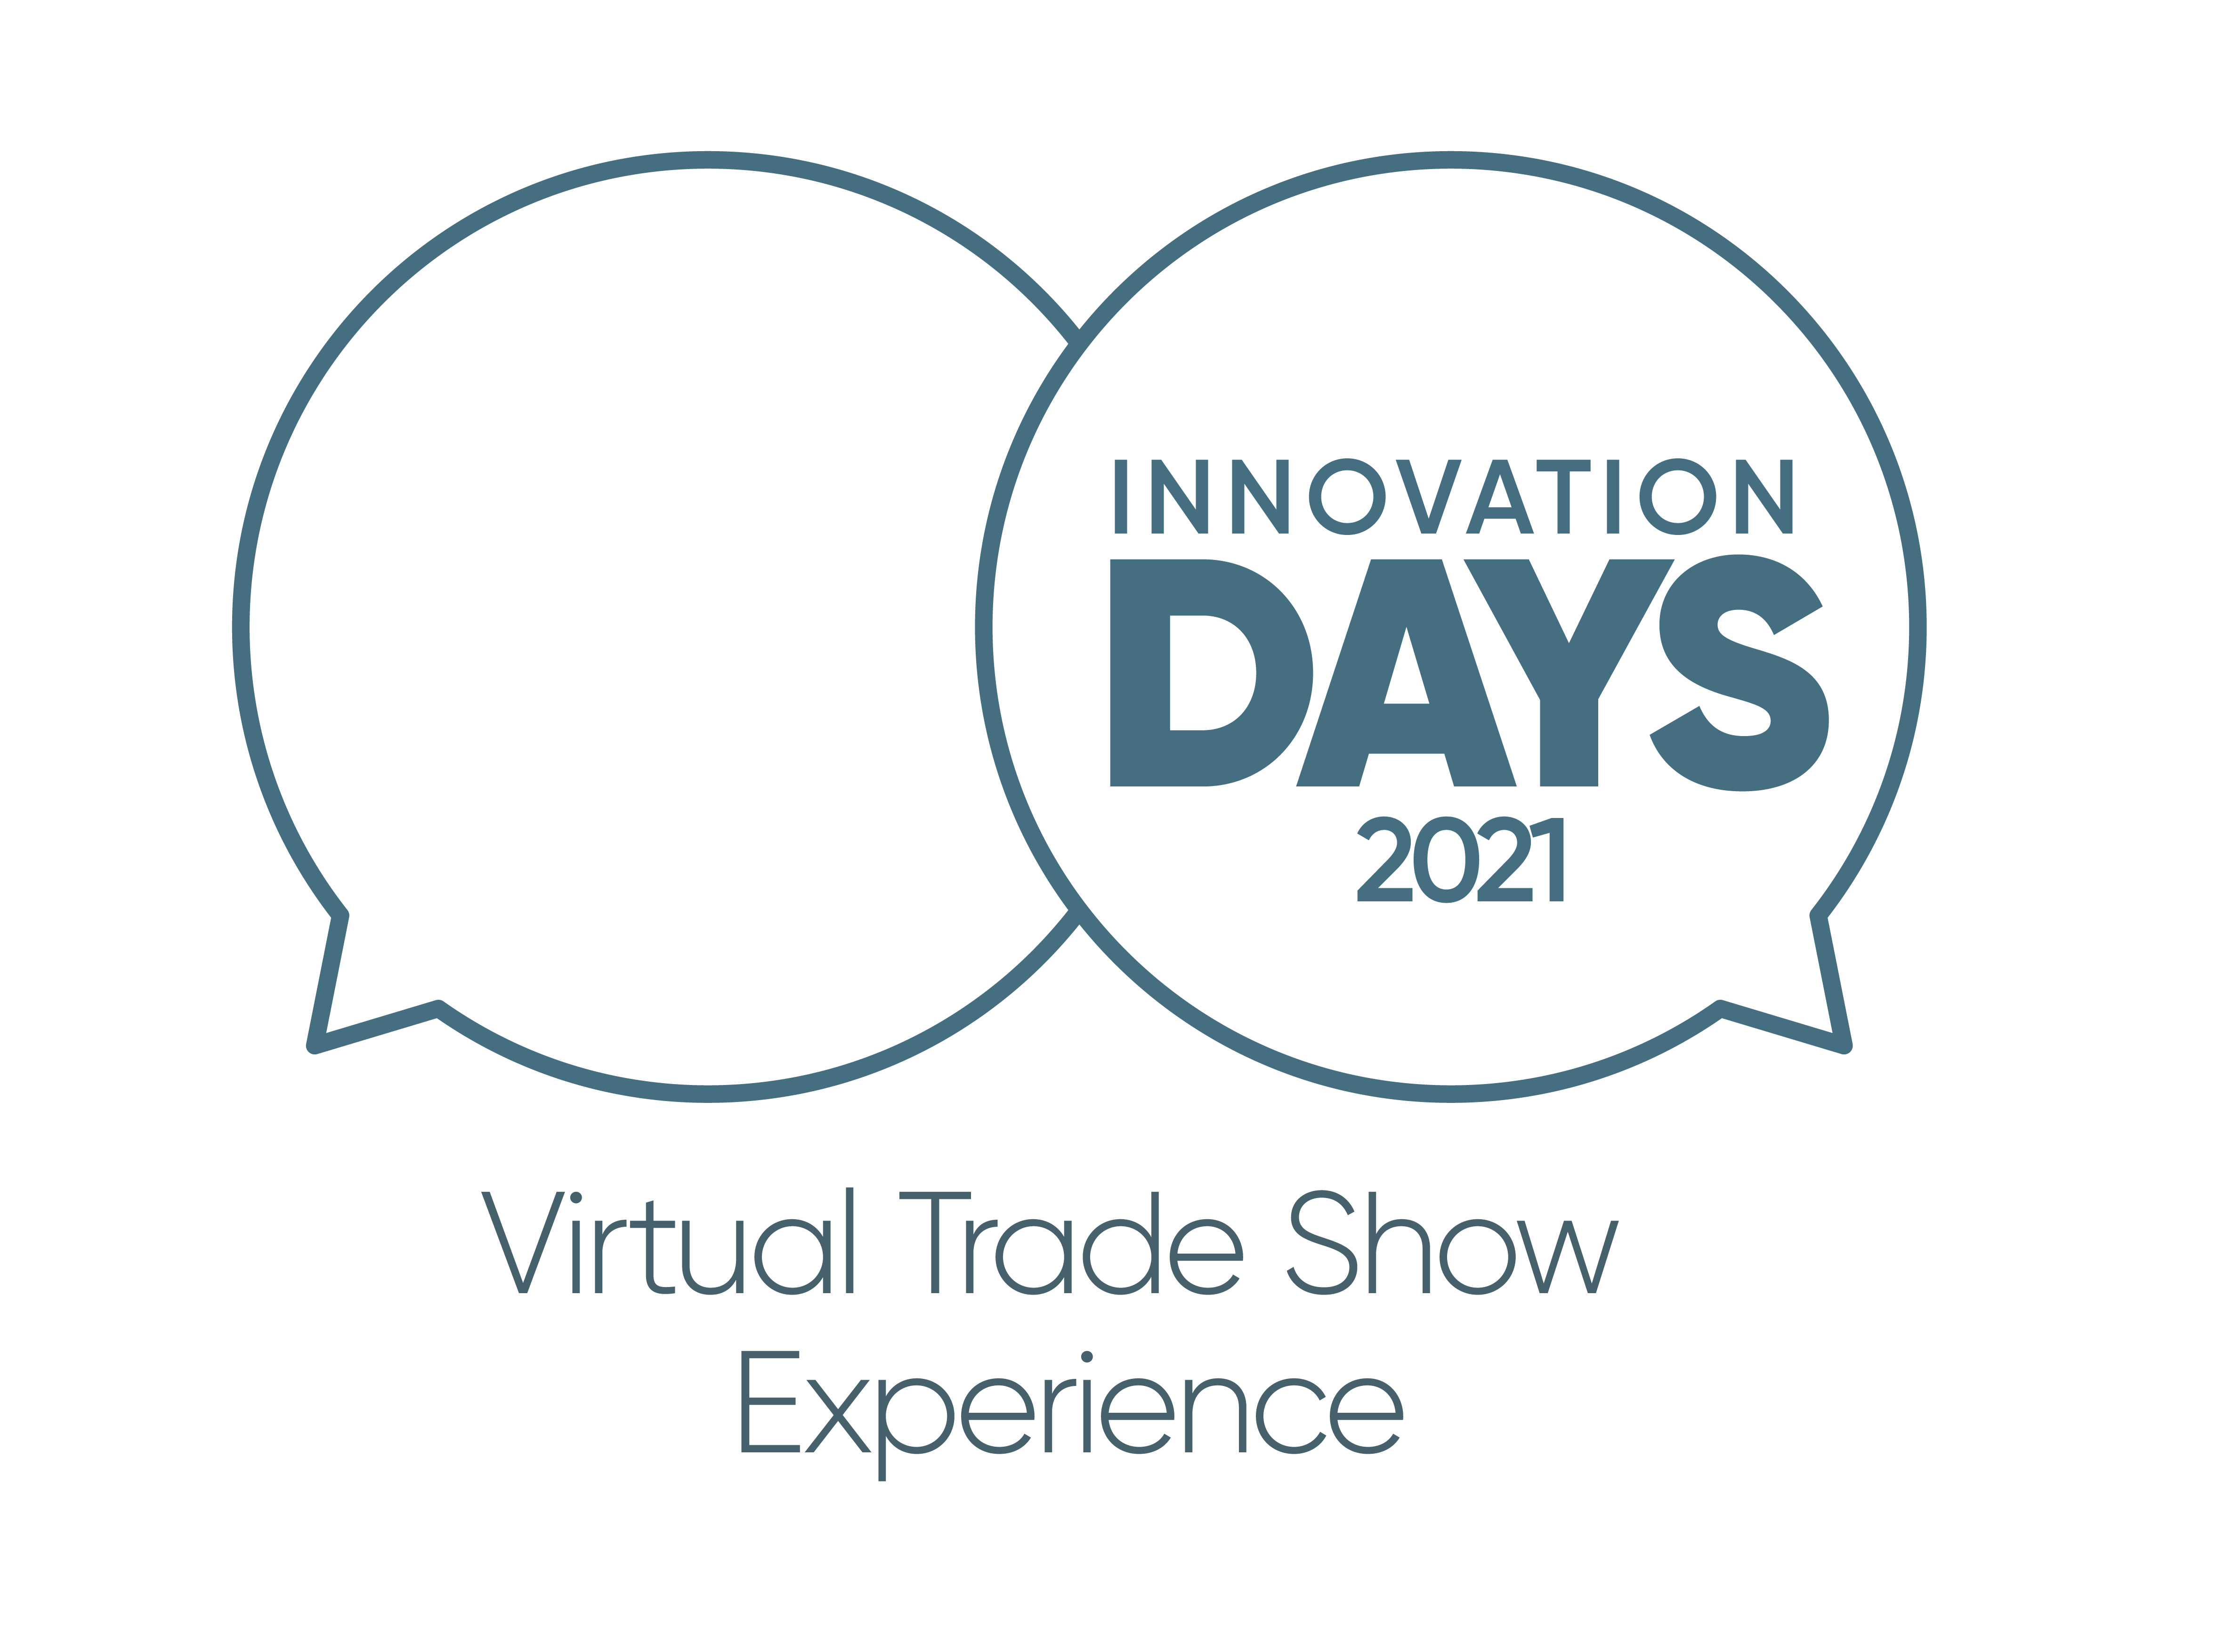 INNOVATION
DAYS
2021
Virtual Trade Show
Experience